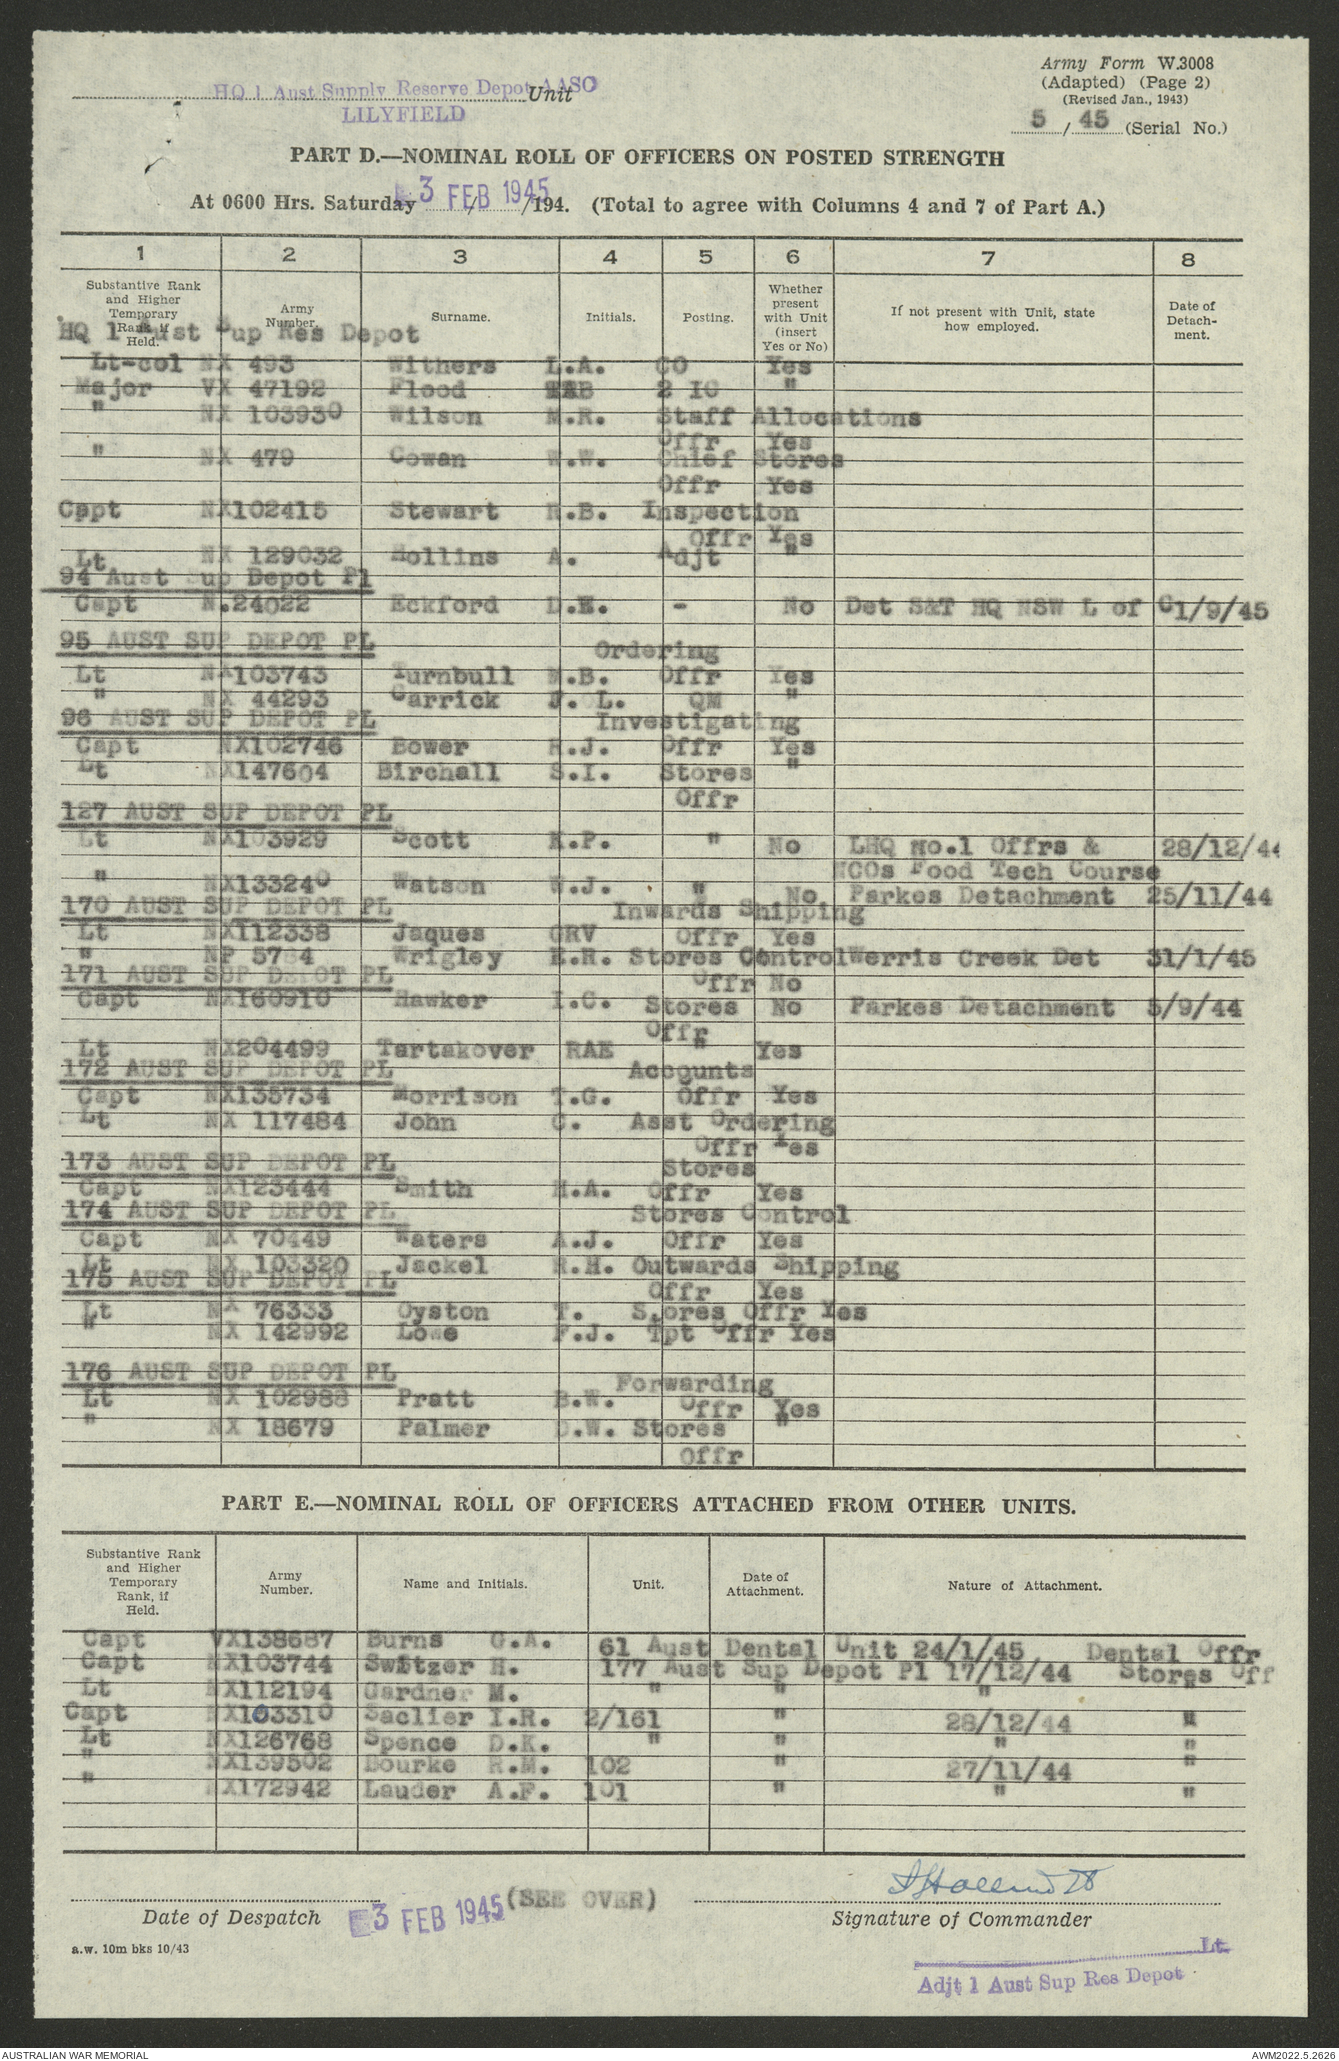 Army Form W.3008
(Adapted) (Page 2)
(Revised Jan., 1943)
5 / 45 (Serial No.)
HQ 1 Aust Supply Reserve Depot AASC Unit
LILYFIELD
PART D.—NOMINAL ROLL OF OFFICERS ON POSTED STRENGTH
At 0600 Hrs. Saturday 3 FEB 1945 /194. (Total to agree with Columns 4 and 7 of Part A.)
1 2 3 4 5 6 7 8
Substantive Rank and Higher Temporary Rank, if Held. Army Number. Surname. Initials. Posting. Whether present with Unit (insert Yes or No) If not present with Unit, state how employed. Date of Detach-ment.
HQ 1 Aust Sup Res Depot
Lt-col NX 493 Withers L.A. CO Yes
Major VX 47192 Flood 2 IC "
" NX 103930 Wilson M.R. Staff Allocations
Offr Yes
" NX 479 Cowan W.W. Chief Stores
Offr Yes
Capt NX102415 Stewart R.B. Inspection
Offr Yes
Lt NX 129032 Hollins A. Adjt "
94 Aust Sup Depot Pl
Capt N.24022 Eckford D.E. - No Det S&T HQ NSW L of C 1/9/45
95 AUST SUP DEPOT PL Ordering
Lt NX103743 Turnbull M.B. Offr Yes
" NX 44293 Carrick J. L. QM "
96 AUST SUP DEPOT PL Investigating
Capt NX102746 Bower R.J. Offr Yes
Lt NX147604 Birchall S.I. Stores "
Offr
127 AUST SUP DEPOT PL
Lt NX103929 Scott K.P. " No LHQ No.1 Offrs & 28/12/44
NCOs Food Tech Course
" NX133240 Watson W.J. " No Parkes Detachment 25/11/44
170 AUST SUP DEPOT PL Inwards Shipping
Lt NX112338 Jaques GRV Offr Yes
" NP Wrigley E.R. Stores Control Werris Creek Det 31/1/45
171 AUST SUP DEPOT PL Offr No
Capt NX160910 Hawker I.C. Stores No Parkes Detachment 5/9/44
Offr
Lt NX204499 Tartakover RAE " Yes
172 AUST SUP DEPOT PL Accounts
Capt NX135734 Morrison T.G. Offr Yes
Lt NX 117484 John C. Asst Ordering
Offr Yes
173 AUST SUP DEPOT PL Stores
Capt NX123444 Smith H.A. Offr Yes
174 AUST SUP DEPOT PL Stores Control
Capt NX 70449 Waters A.J. Offr Yes
Lt NX 103320 Jackel R.H. Outwards Shipping
175 AUST SUP DEPOT PL Offr Yes
Lt NX 76333 Oyston T. Stores Offr Yes
" NX 142992 Lowe F.J. Tpt Offr Yes
176 AUST SUP DEPOT PL Forwarding
Lt NX 102988 Pratt B.W. Offr Yes
" NX 18679 Palmer D.W. Stores "
Offr
PART E.—NOMINAL ROLL OF OFFICERS ATTACHED FROM OTHER UNITS.
Substantive Rank and Higher Temporary Rank, if Held. Army Number. Name and Initials. Unit. Date of Attachment. Nature of Attachment.
Capt VX138687 Burns G.A. 61 Aust Dental Unit 24/1/45 Dental Offr
Capt NX103744 Switzer H. 177 Aust Sup Depot Pl 17/12/44 Stores Off
Lt NX112194 Gardner M. " " " "
Capt NX103310 Saclier I.R. 2/161 " 28/12/44 "
Lt NX126768 Spence D.K. " " " "
" NX139502 Bourke R.M. 102 " 27/11/44 "
" NX172942 Lauder A.F. 101 " " "
Date of Despatch 3 FEB 1945 (SEE OVER)
Signature of Commander
a.w. 10m bks 10/43
Lt.
Adjt 1 Aust Sup Res Depot
AUSTRALIAN WAR MEMORIAL
AWM2022.5.2626